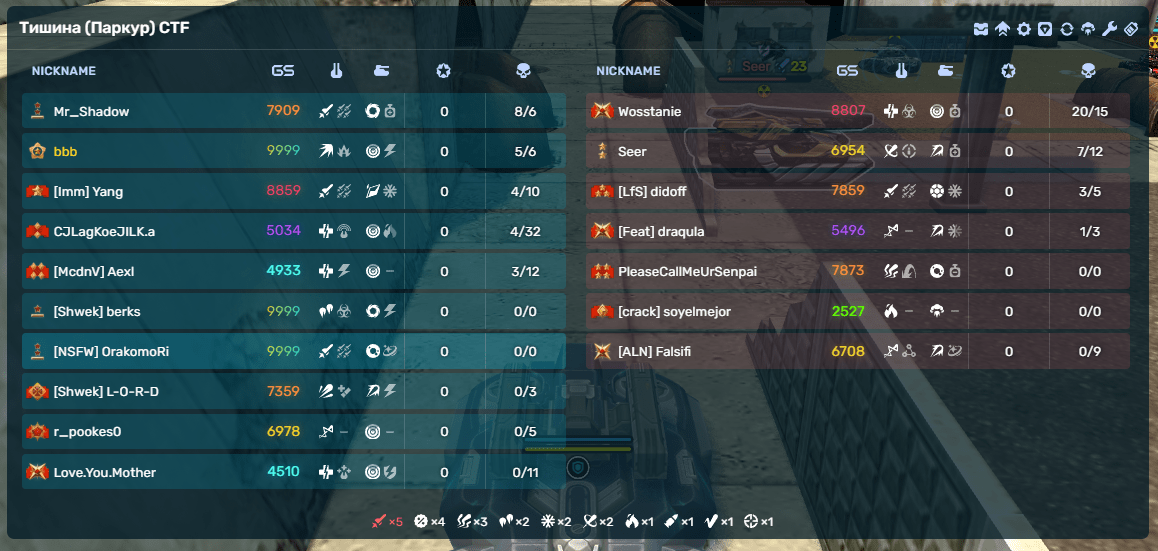 Тишина (Паркур) CTF
ONLINE
Seer 23
NICKNAME GS NICKNAME GS
Mr_Shadow 7909 0 8/6 Wosstanie 8807 0 20/15
bbb 9999 0 5/6 Seer 6954 0 7/12
[Imm] Yang 8859 0 4/10 [LfS] didoff 7859 0 3/5
CJLagKoeJILK.a 5034 0 4/32 [Feat] draqula 5496 0 1/3
[McdnV] Aexl 4933 0 3/12 PleaseCallMeUrSenpai 7873 0 0/0
[Shwek] berks 9999 0 0/0 [crack] soyelmejor 2527 0 0/0
[NSFW] OrakomoRi 9999 0 0/0 [ALN] Falsifi 6708 0 0/9
[Shwek] L-O-R-D 7359 0 0/3
r_pookes0 6978 0 0/5
Love.You.Mother 4510 0 0/11
×5 ×4 ×3 ×2 ×2 ×2 ×1 ×1 ×1 ×1